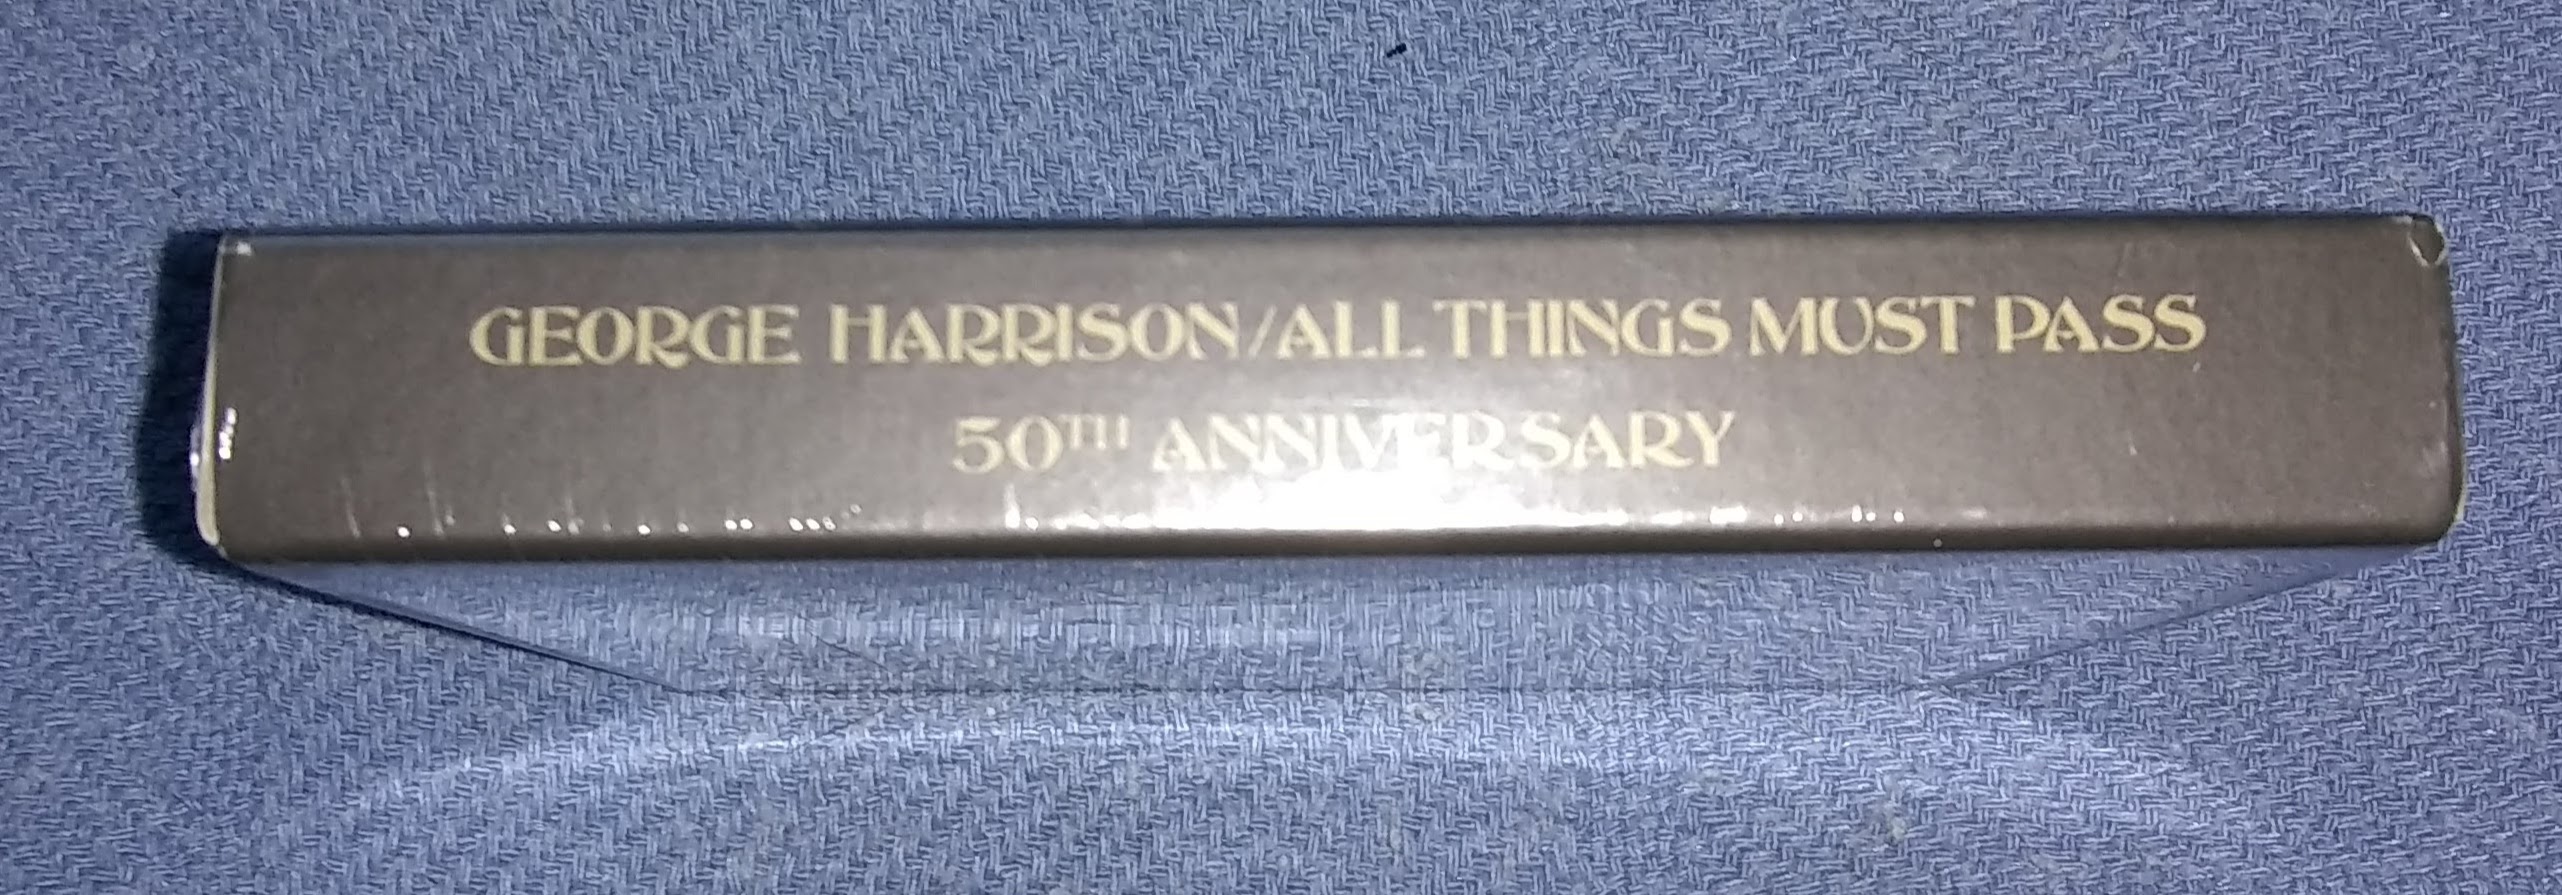 GEORGE HARRISON/ALL THINGS MUST PASS
50TH ANNIVERSARY